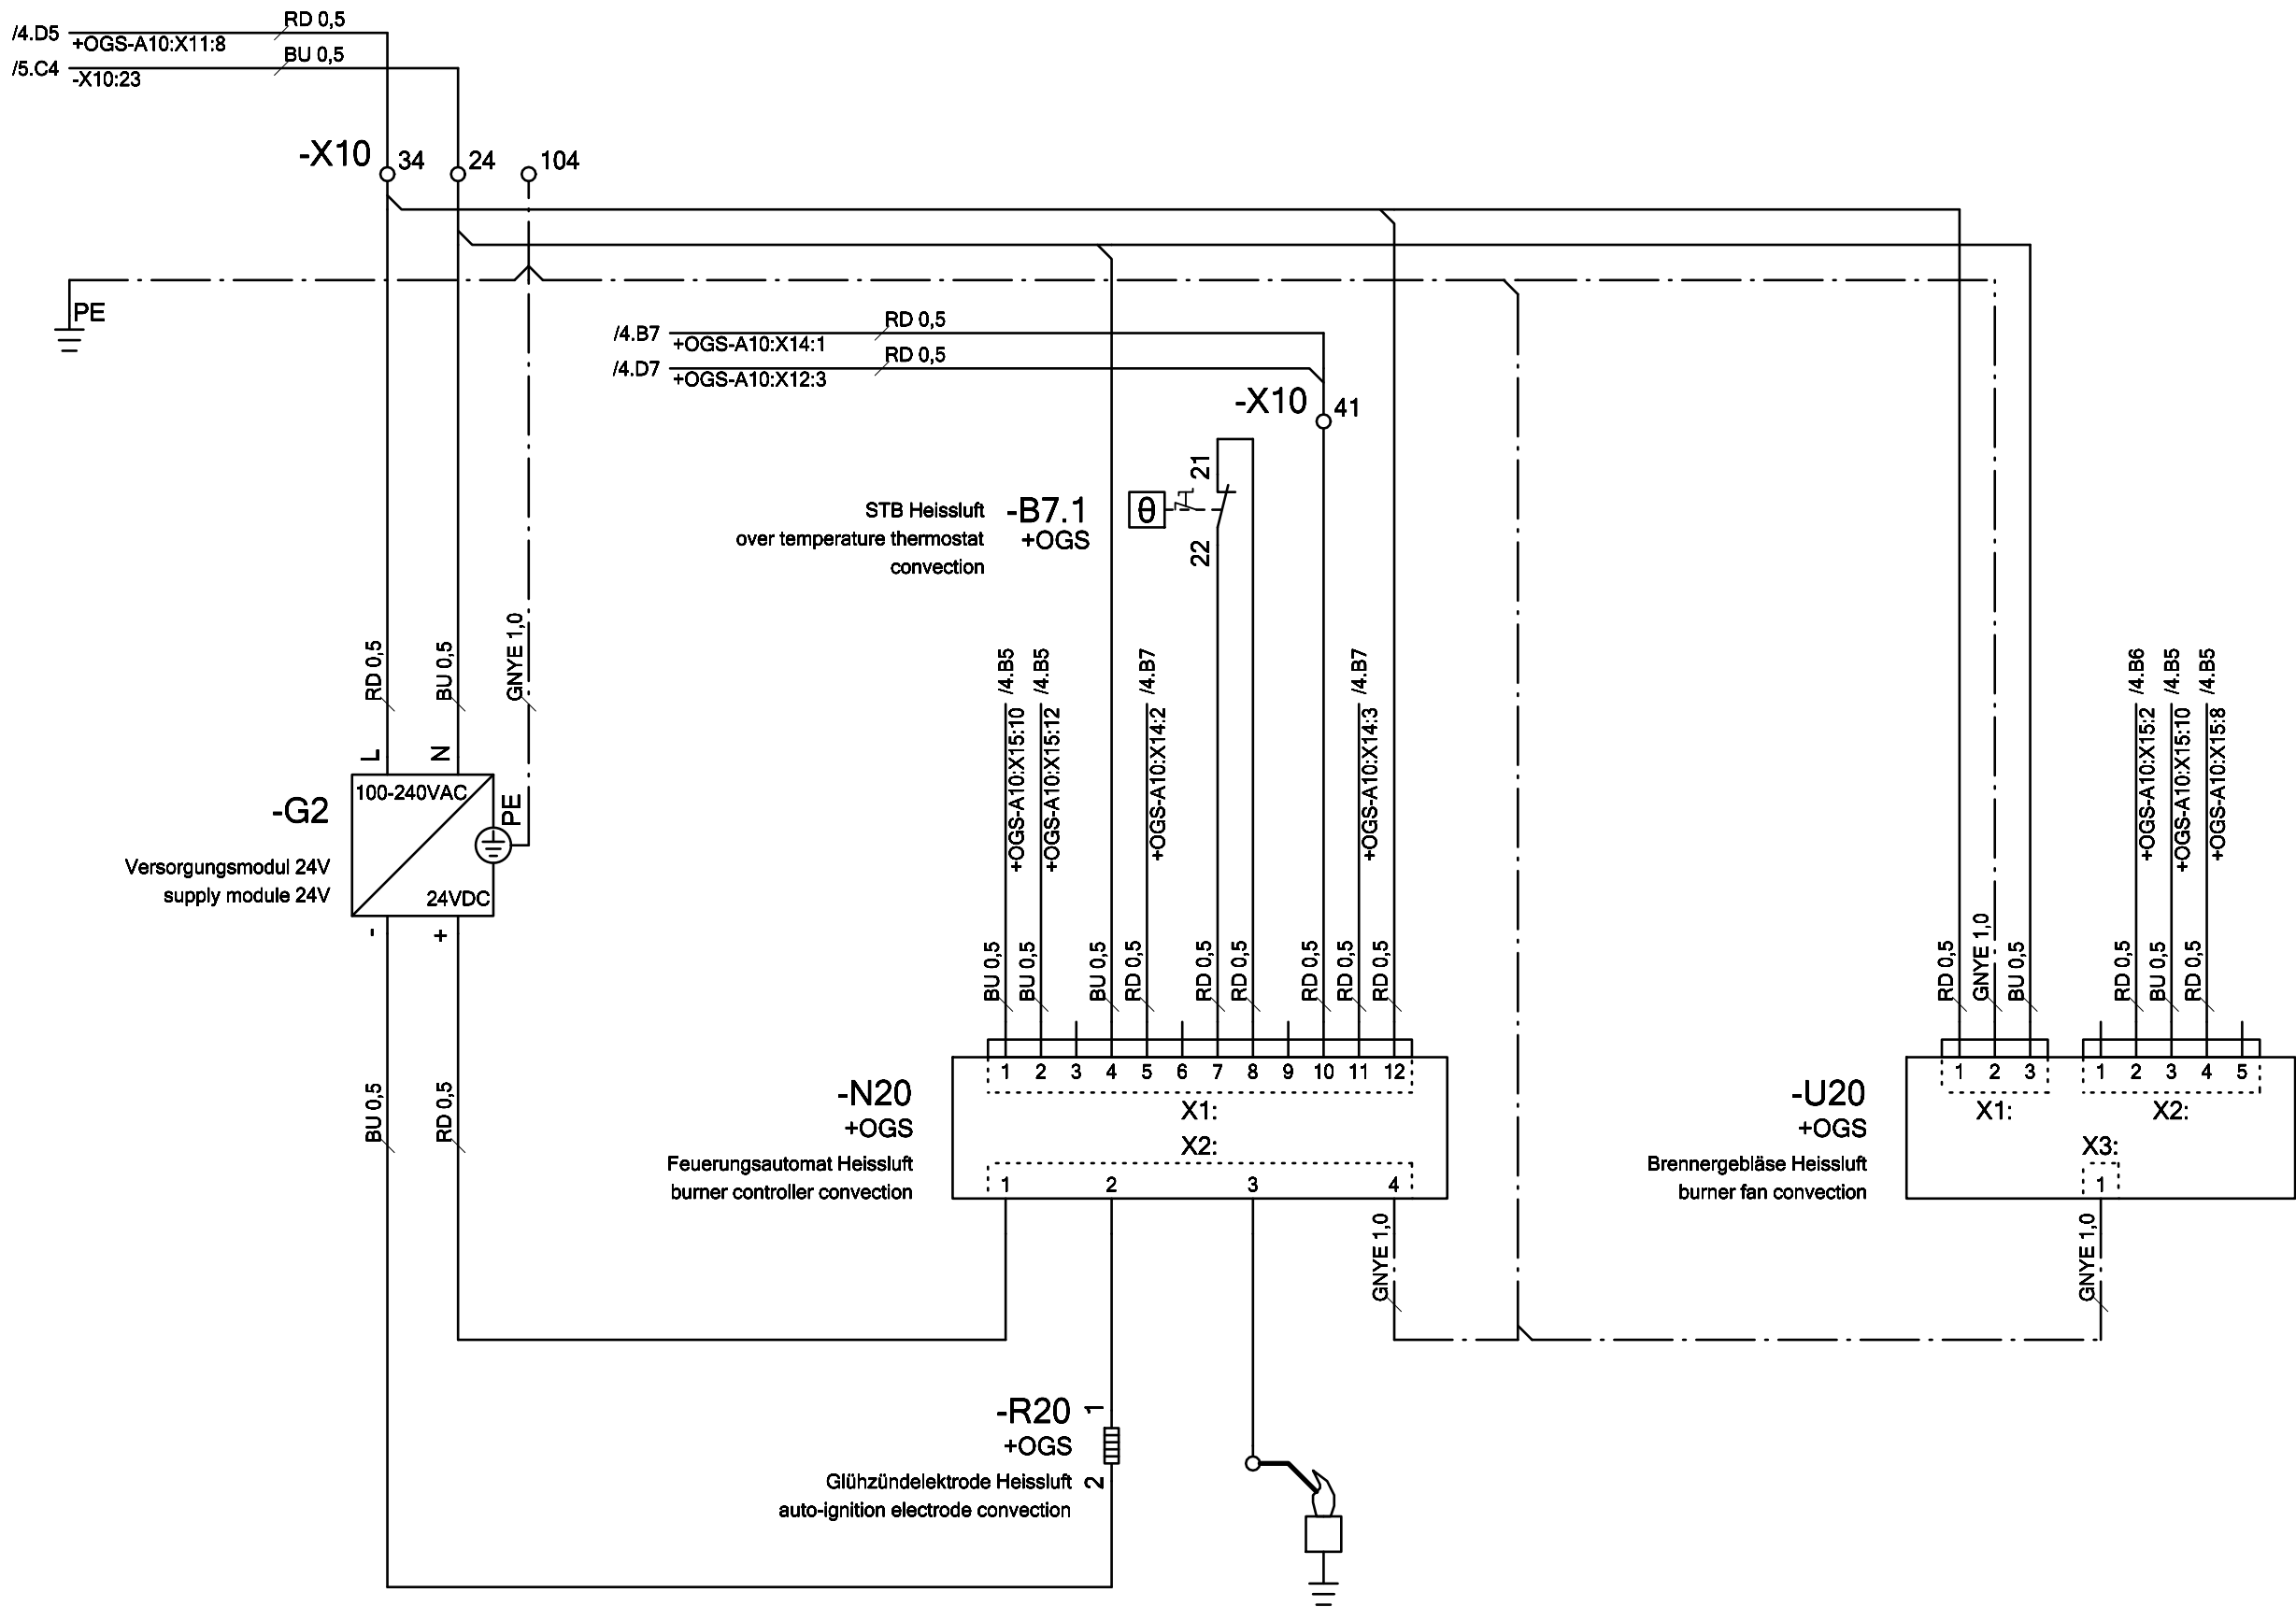 /4.D5
+OGS-A10:X11:8
RD 0,5
/5.C4
-X10:23
BU 0,5
-X10
34
24
104
PE
/4.B7
+OGS-A10:X14:1
RD 0,5
/4.D7
+OGS-A10:X12:3
RD 0,5
-X10
41
STB Heissluft
over temperature thermostat
convection
-B7.1
+OGS
θ
21
22
RD 0,5
BU 0,5
GNYE 1,0
L
N
PE
100-240VAC
24VDC
-G2
Versorgungsmodul 24V
supply module 24V
-
+
BU 0,5
RD 0,5
/4.B5
+OGS-A10:X15:10
/4.B5
+OGS-A10:X15:12
/4.B7
+OGS-A10:X14:2
/4.B7
+OGS-A10:X14:3
BU 0,5
BU 0,5
BU 0,5
RD 0,5
RD 0,5
RD 0,5
RD 0,5
RD 0,5
RD 0,5
1 2 3 4 5 6 7 8 9 10 11 12
X1:
X2:
1 2 3 4
-N20
+OGS
Feuerungsautomat Heissluft
burner controller convection
GNYE 1,0
/4.B6
+OGS-A10:X15:2
/4.B5
+OGS-A10:X15:10
/4.B5
+OGS-A10:X15:8
RD 0,5
GNYE 1,0
BU 0,5
RD 0,5
BU 0,5
RD 0,5
1 2 3
1 2 3 4 5
X1:
X2:
X3:
1
-U20
+OGS
Brennergebläse Heissluft
burner fan convection
GNYE 1,0
-R20
+OGS
1
2
Glühzündelektrode Heissluft
auto-ignition electrode convection